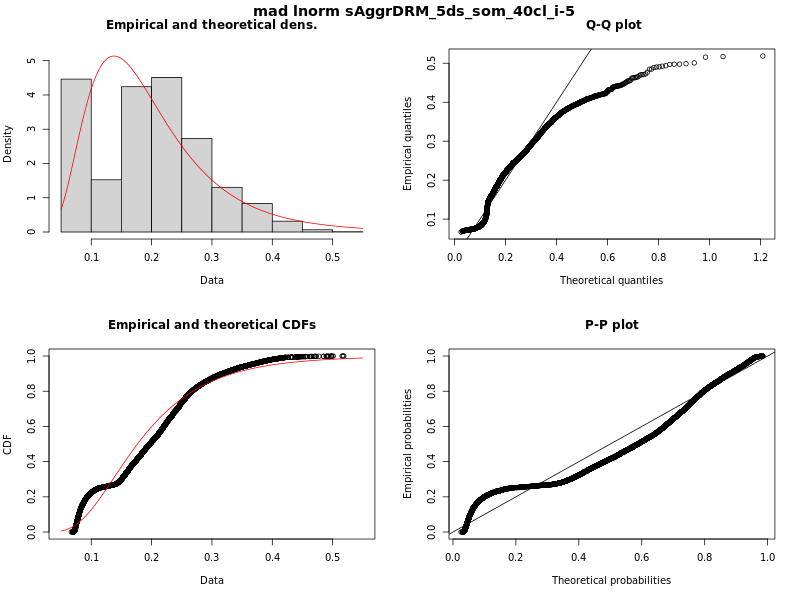 mad lnorm sAggrDRM_5ds_som_40cl_i-5
Empirical and theoretical dens.
Density
0 1 2 3 4 5
0.1 0.2 0.3 0.4 0.5
Data
Q-Q plot
Empirical quantiles
0.1 0.2 0.3 0.4 0.5
0.0 0.2 0.4 0.6 0.8 1.0 1.2
Theoretical quantiles
Empirical and theoretical CDFs
CDF
0.0 0.2 0.4 0.6 0.8 1.0
0.1 0.2 0.3 0.4 0.5
Data
P-P plot
Empirical probabilities
0.0 0.2 0.4 0.6 0.8 1.0
0.0 0.2 0.4 0.6 0.8 1.0
Theoretical probabilities